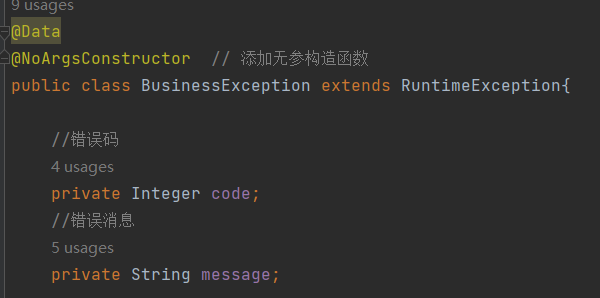 9 usages
@Data
@NoArgsConstructor // 添加无参构造函数
public class BusinessException extends RuntimeException{
//错误码
4 usages
private Integer code;
//错误消息
5 usages
private String message;